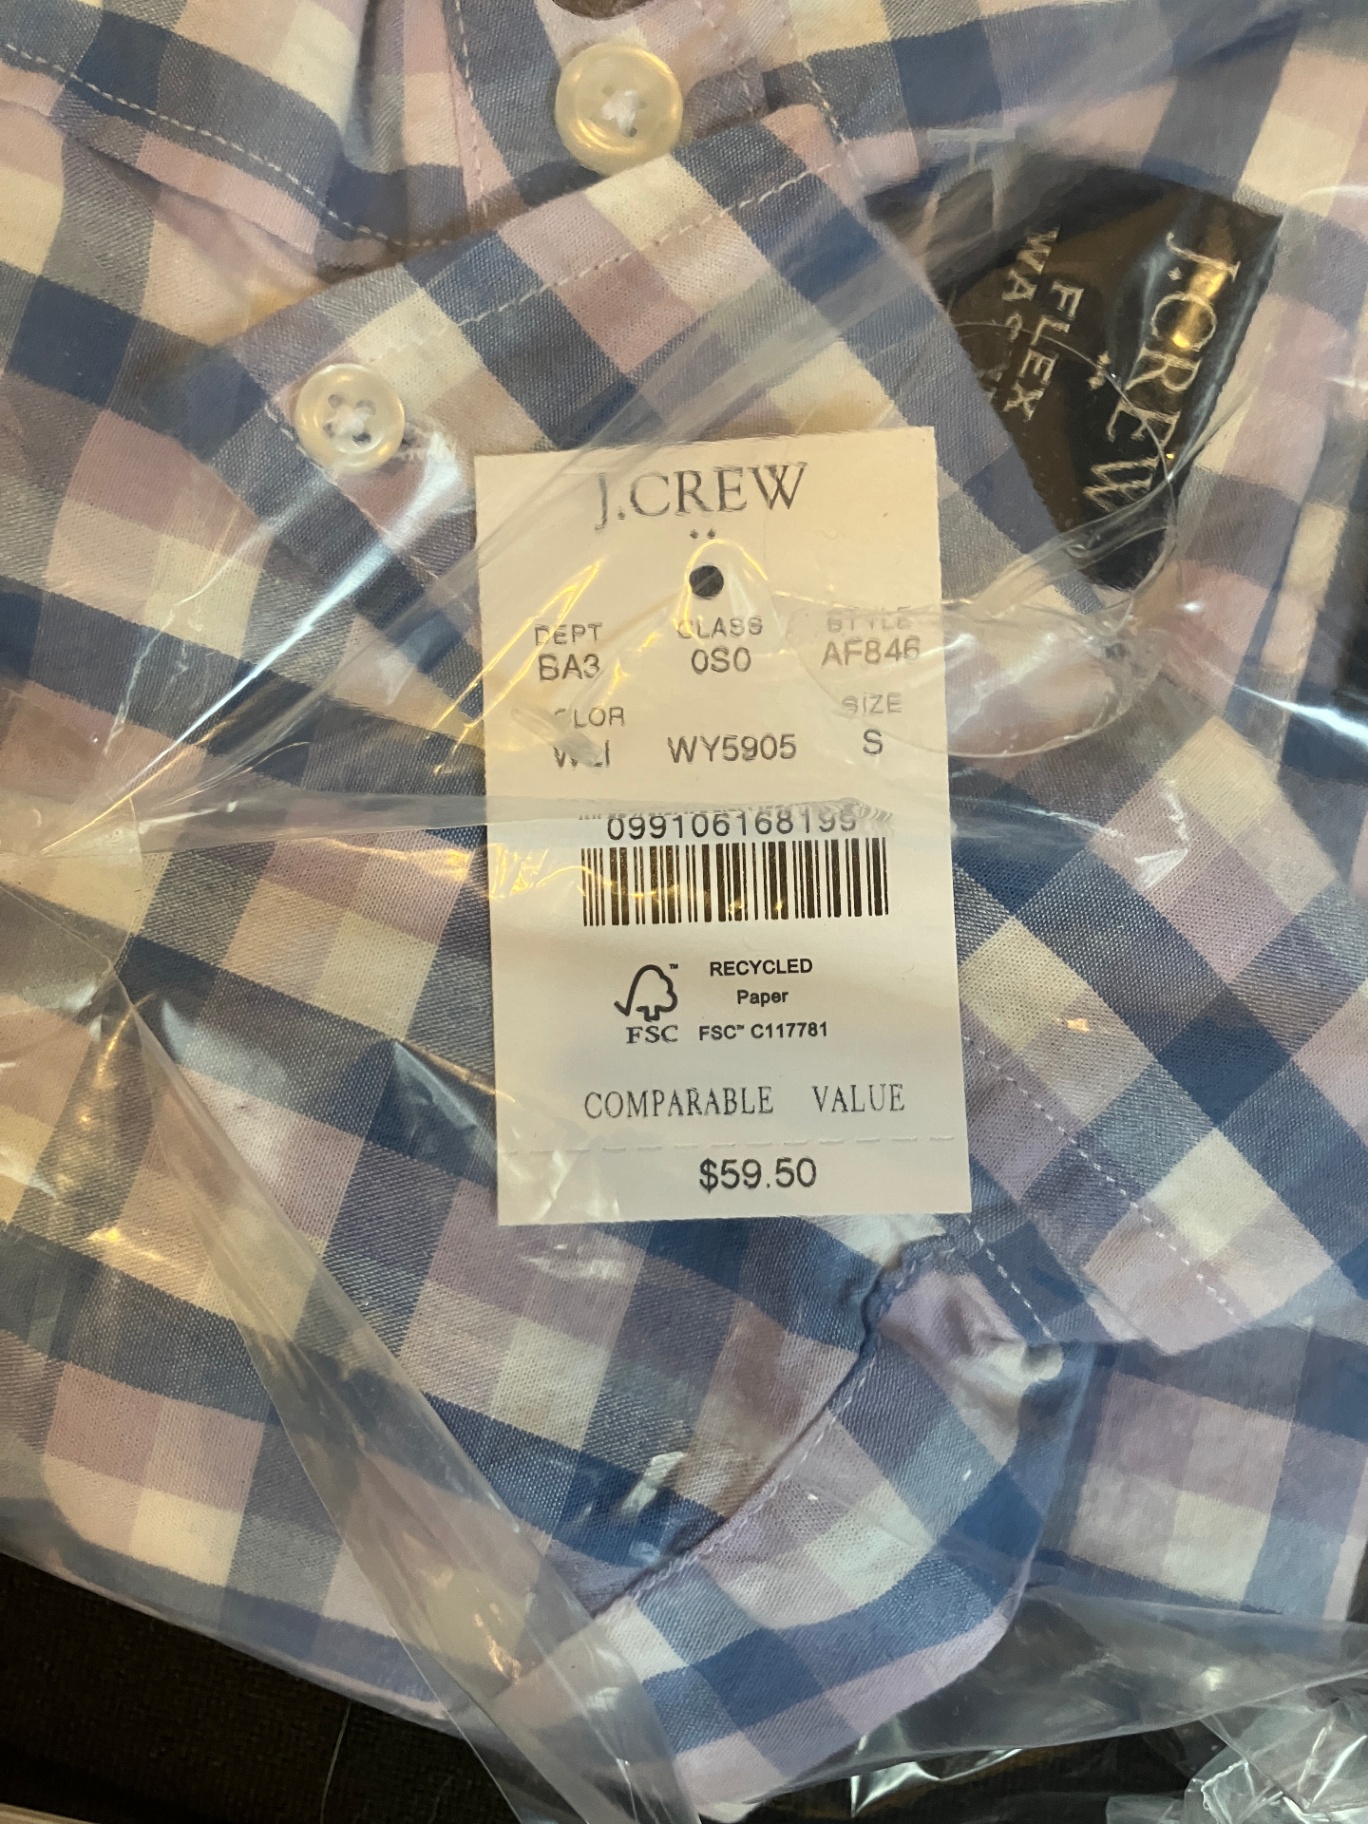 J.CREW
DEPT CLASS STYLE
BA3 0S0 AF846
SIZE
WY5905 S
099106168199
RECYCLED
Paper
FSC FSC™ C117781
COMPARABLE VALUE
$59.50
J.CREW
FLEX